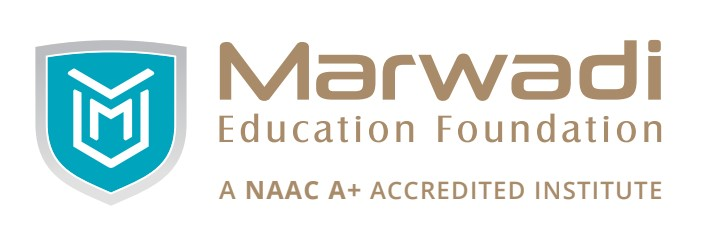 Marwadi
Education Foundation
A NAAC A+ ACCREDITED INSTITUTE